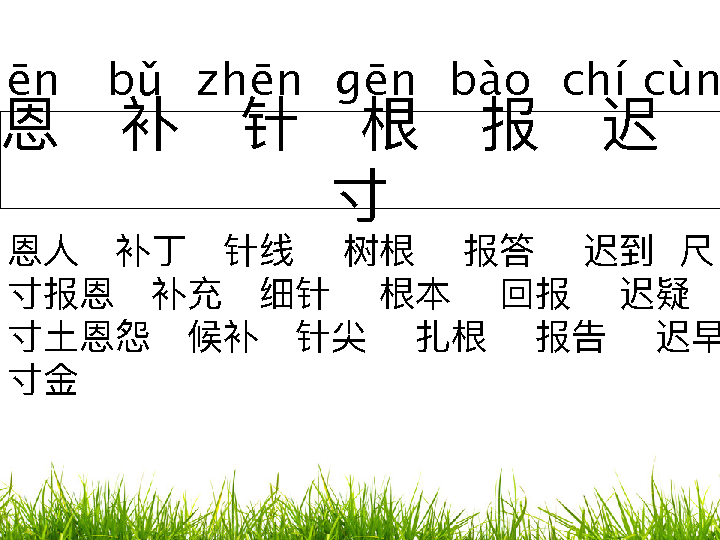 ēn bǔ zhēn gēn bào chí cùn
恩 补 针 根 报 迟
寸
恩人 补丁 针线 树根 报答 迟到 尺
寸报恩 补充 细针 根本 回报 迟疑
寸土恩怨 候补 针尖 扎根 报告 迟早
寸金